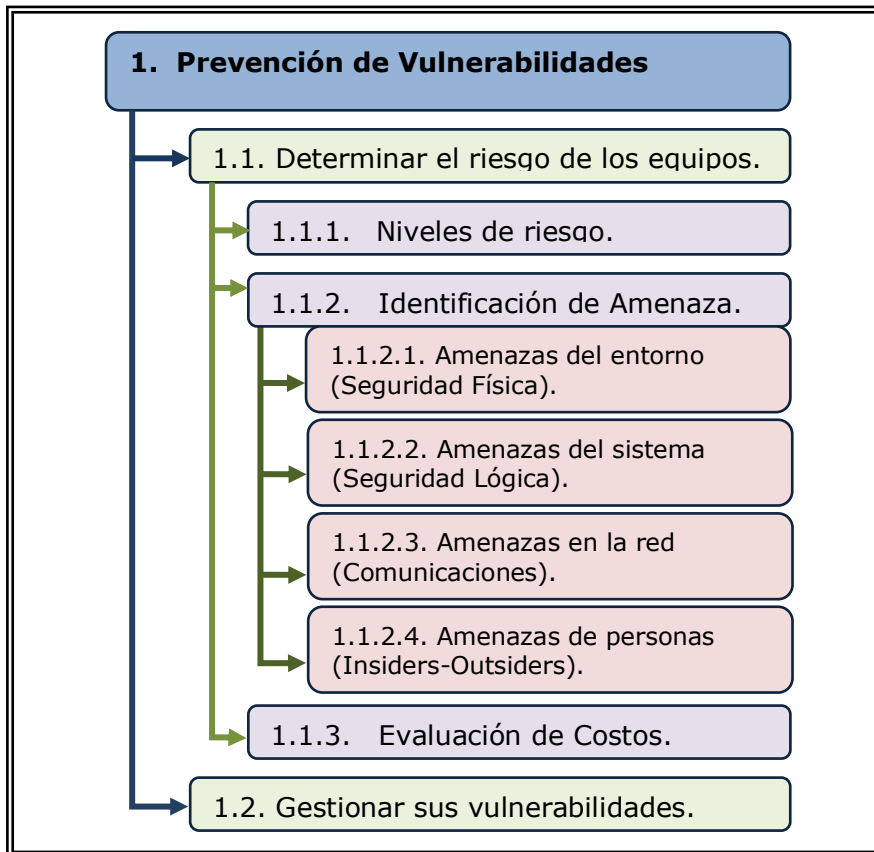 1. Prevención de Vulnerabilidades
1.1. Determinar el riesgo de los equipos.
1.1.1. Niveles de riesgo.
1.1.2. Identificación de Amenaza.
1.1.2.1. Amenazas del entorno
(Seguridad Física).
1.1.2.2. Amenazas del sistema
(Seguridad Lógica).
1.1.2.3. Amenazas en la red
(Comunicaciones).
1.1.2.4. Amenazas de personas
(Insiders-Outsiders).
1.1.3. Evaluación de Costos.
1.2. Gestionar sus vulnerabilidades.